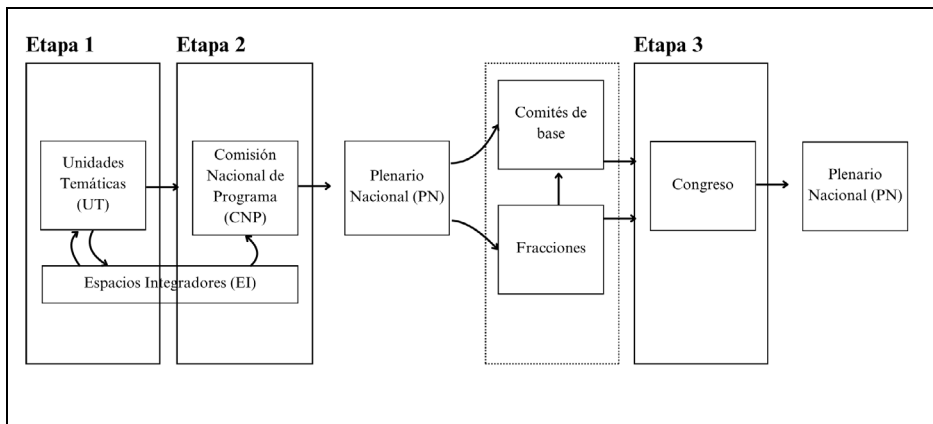 Etapa 1
Etapa 2
Etapa 3
Unidades
Temáticas
(UT)
Comisión
Nacional de
Programa
(CNP)
Espacios Integradores (EI)
Plenario
Nacional (PN)
Comités de
base
Fracciones
Congreso
Plenario
Nacional (PN)